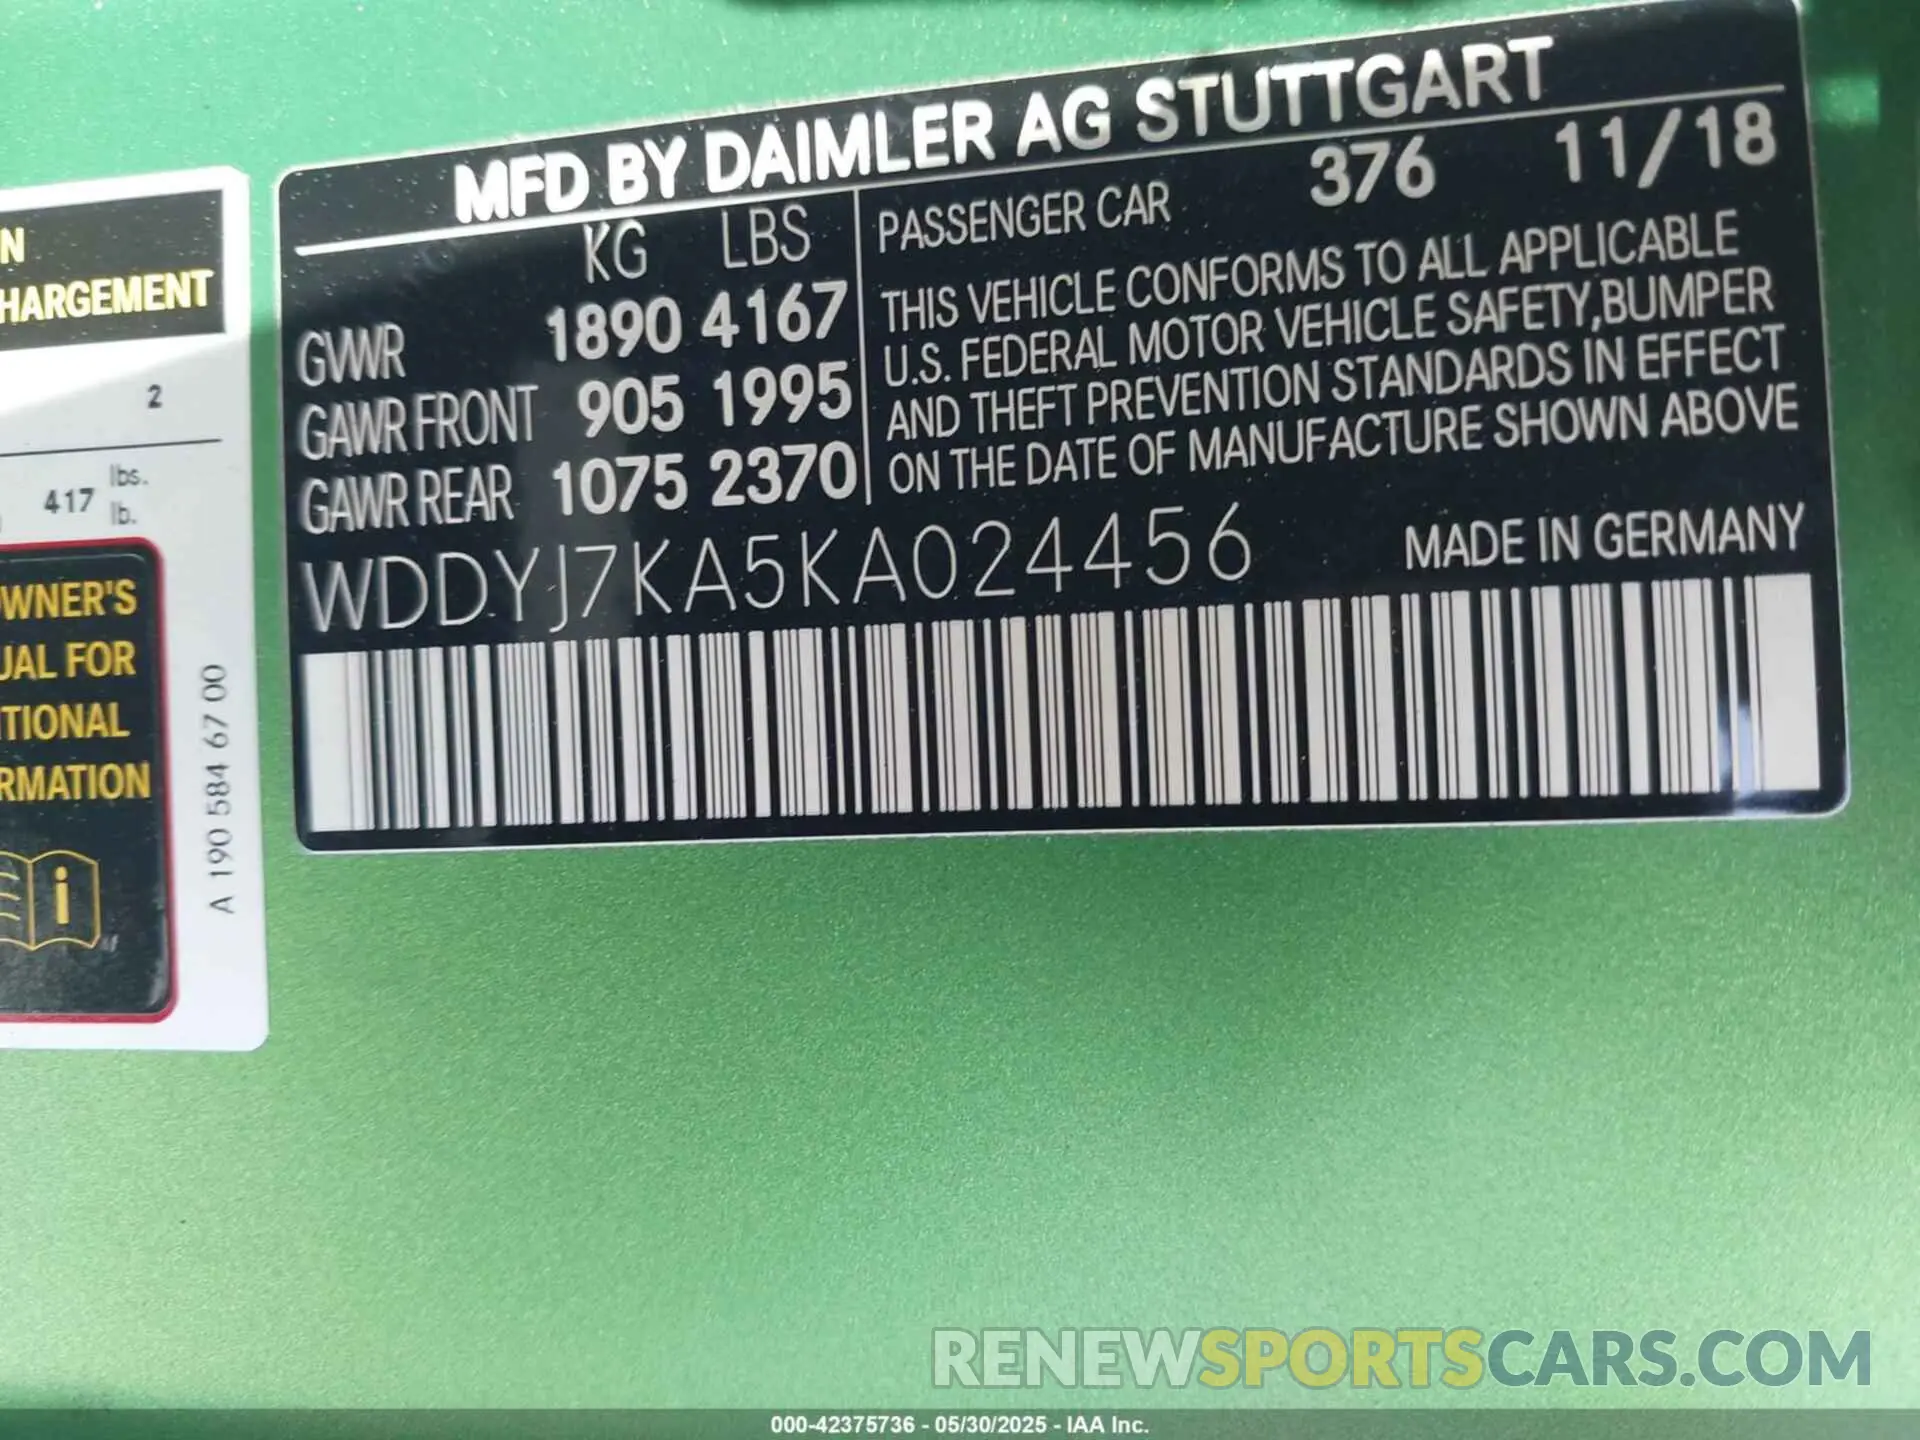 N
HARGEMENT
2
417 lbs.
lb.
OWNER'S
UAL FOR
ITIONAL
RMATION
i
A 190 584 67 00
MFD BY DAIMLER AG STUTTGART
KG LBS
GVWR 1890 4167
GAWR FRONT 905 1995
GAWR REAR 1075 2370
PASSENGER CAR 376 11/18
THIS VEHICLE CONFORMS TO ALL APPLICABLE
U.S. FEDERAL MOTOR VEHICLE SAFETY,BUMPER
AND THEFT PREVENTION STANDARDS IN EFFECT
ON THE DATE OF MANUFACTURE SHOWN ABOVE
WDDYJ7KA5KA024456
MADE IN GERMANY
RENEWSPORTSCARS.COM
000-42375736 - 05/30/2025 - IAA Inc.